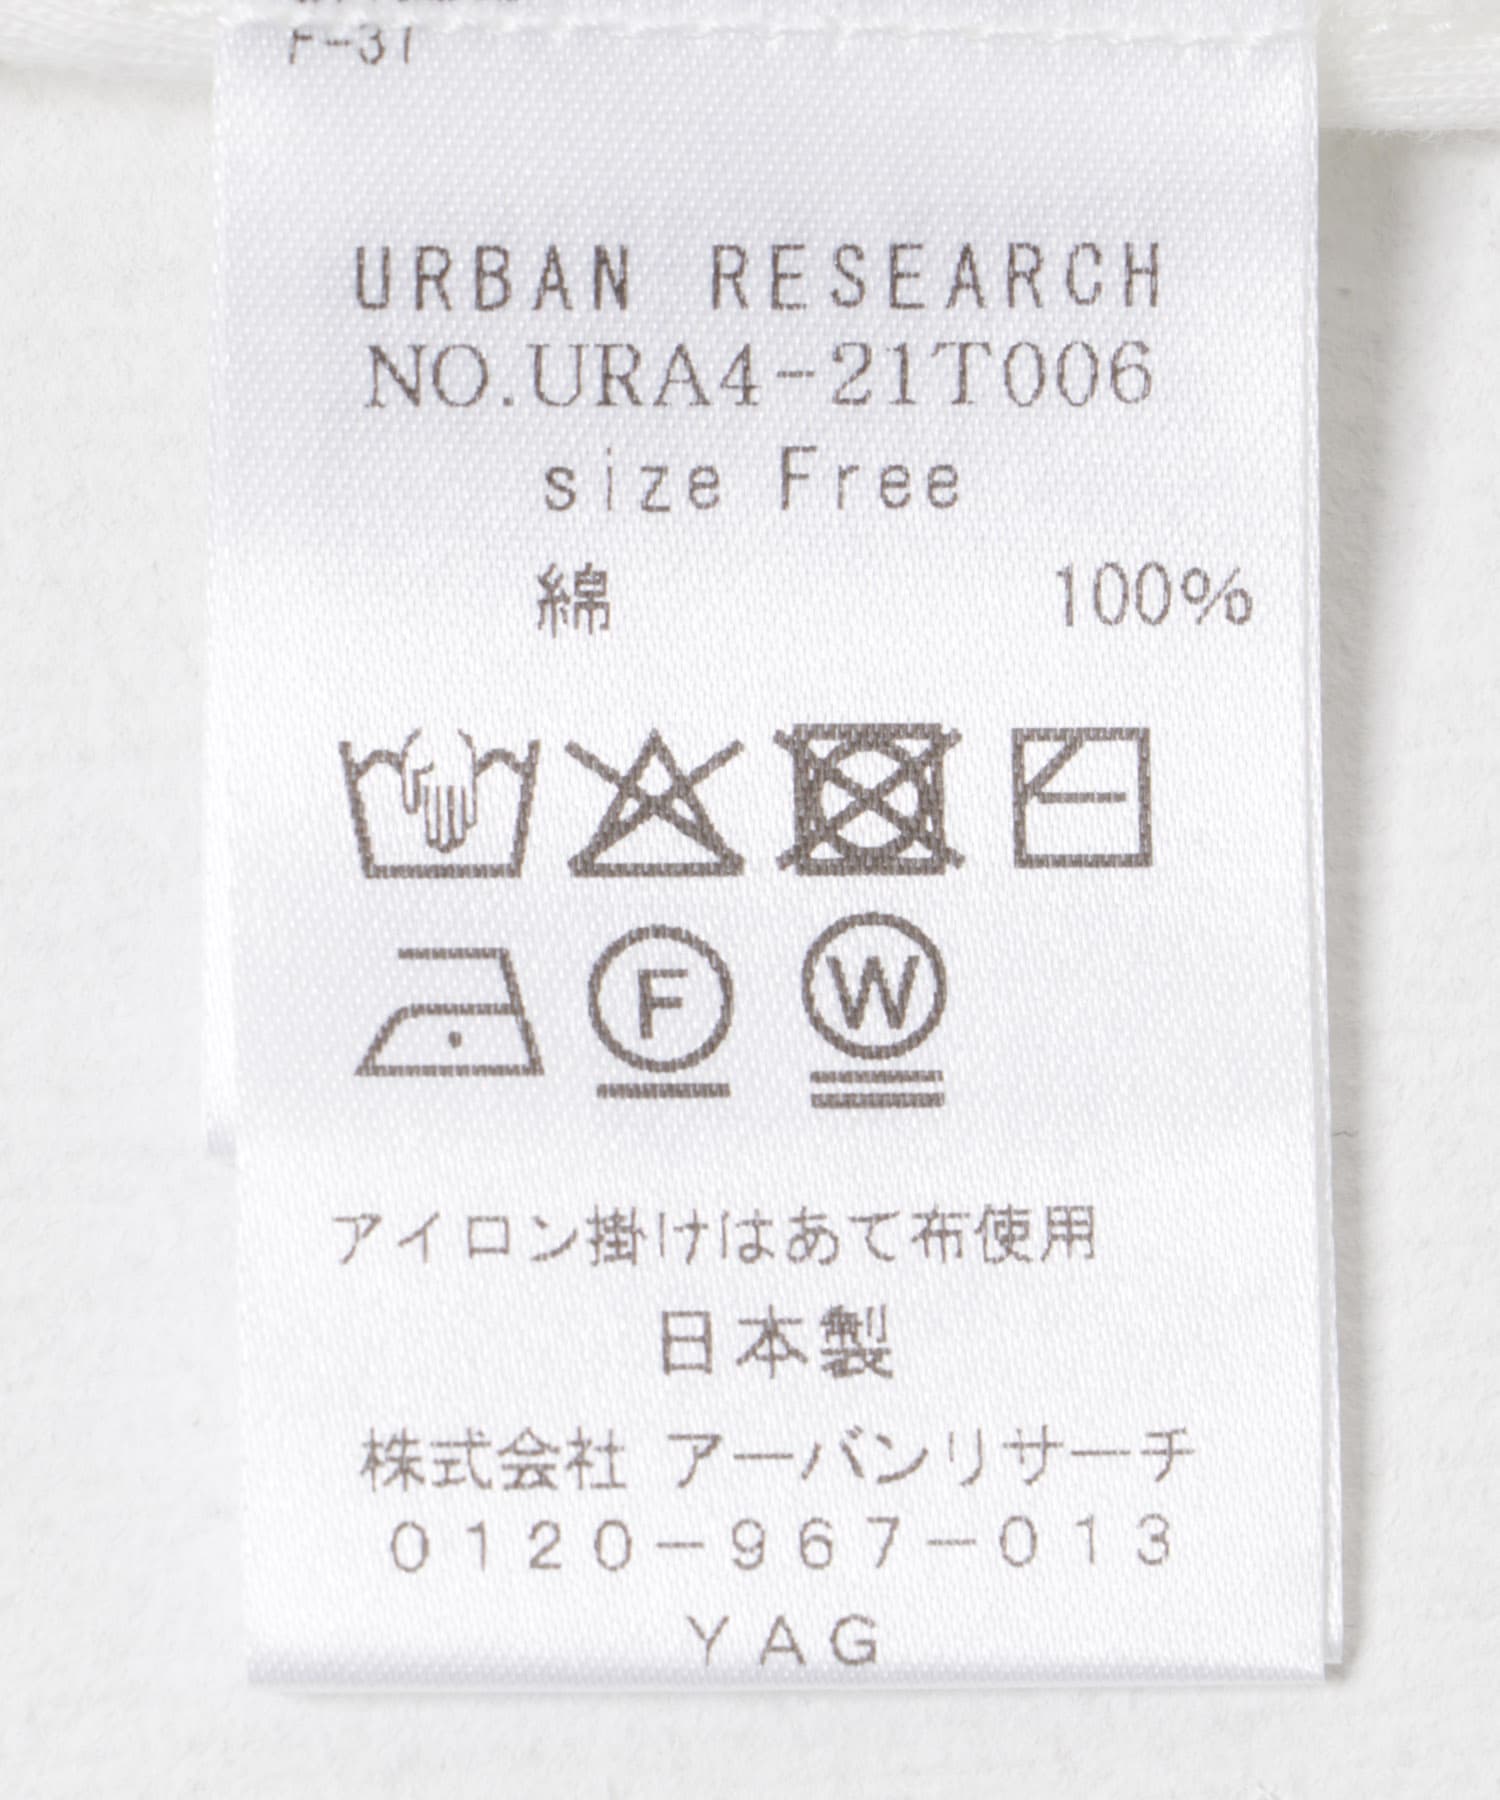 F-31
URBAN RESEARCH
NO.URA4-21T006
size Free
綿 100%
F W
アイロン掛けはあて布使用
日本製
株式会社 アーバンリサーチ
0120-967-013
YAG